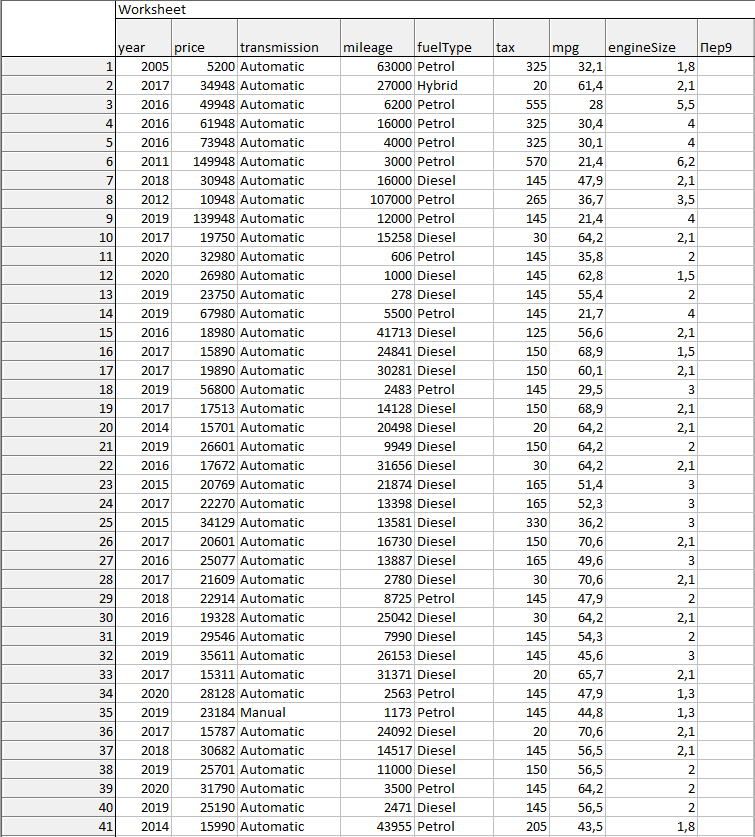 Worksheet
year price transmission mileage fuelType tax mpg engineSize Пер9
1 2005 5200 Automatic 63000 Petrol 325 32,1 1,8
2 2017 34948 Automatic 27000 Hybrid 20 61,4 2,1
3 2016 49948 Automatic 6200 Petrol 555 28 5,5
4 2016 61948 Automatic 16000 Petrol 325 30,4 4
5 2016 73948 Automatic 4000 Petrol 325 30,1 4
6 2011 149948 Automatic 3000 Petrol 570 21,4 6,2
7 2018 30948 Automatic 16000 Diesel 145 47,9 2,1
8 2012 10948 Automatic 107000 Petrol 265 36,7 3,5
9 2019 139948 Automatic 12000 Petrol 145 21,4 4
10 2017 19750 Automatic 15258 Diesel 30 64,2 2,1
11 2020 32980 Automatic 606 Petrol 145 35,8 2
12 2020 26980 Automatic 1000 Diesel 145 62,8 1,5
13 2019 23750 Automatic 278 Diesel 145 55,4 2
14 2019 67980 Automatic 5500 Petrol 145 21,7 4
15 2016 18980 Automatic 41713 Diesel 125 56,6 2,1
16 2017 15890 Automatic 24841 Diesel 150 68,9 1,5
17 2017 19890 Automatic 30281 Diesel 150 60,1 2,1
18 2019 56800 Automatic 2483 Petrol 145 29,5 3
19 2017 17513 Automatic 14128 Diesel 150 68,9 2,1
20 2014 15701 Automatic 20498 Diesel 20 64,2 2,1
21 2019 26601 Automatic 9949 Diesel 150 64,2 2
22 2016 17672 Automatic 31656 Diesel 30 64,2 2,1
23 2015 20769 Automatic 21874 Diesel 165 51,4 3
24 2017 22270 Automatic 13398 Diesel 165 52,3 3
25 2015 34129 Automatic 13581 Diesel 330 36,2 3
26 2017 20601 Automatic 16730 Diesel 150 70,6 2,1
27 2016 25077 Automatic 13887 Diesel 165 49,6 3
28 2017 21609 Automatic 2780 Diesel 30 70,6 2,1
29 2018 22914 Automatic 8725 Petrol 145 47,9 2
30 2016 19328 Automatic 25042 Diesel 30 64,2 2,1
31 2019 29546 Automatic 7990 Diesel 145 54,3 2
32 2019 35611 Automatic 26153 Diesel 145 45,6 3
33 2017 15311 Automatic 31371 Diesel 20 65,7 2,1
34 2020 28128 Automatic 2563 Petrol 145 47,9 1,3
35 2019 23184 Manual 1173 Petrol 145 44,8 1,3
36 2017 15787 Automatic 24092 Diesel 20 70,6 2,1
37 2018 30682 Automatic 14517 Diesel 145 56,5 2,1
38 2019 25701 Automatic 11000 Diesel 150 56,5 2
39 2020 31790 Automatic 3500 Petrol 145 64,2 2
40 2019 25190 Automatic 2471 Diesel 145 56,5 2
41 2014 15990 Automatic 43955 Petrol 205 43,5 1,8